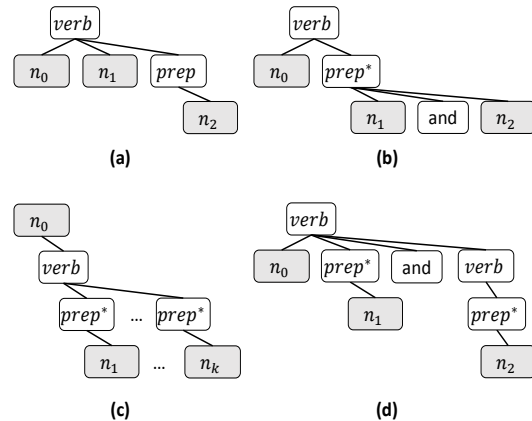 verb verb
n₀ n₁ prep n₀ prep*
n₂ n₁ and n₂
(a) (b)
n₀ verb
verb n₀ prep* and verb
prep* ... prep* n₁ prep*
n₁ ... nₖ n₂
(c) (d)